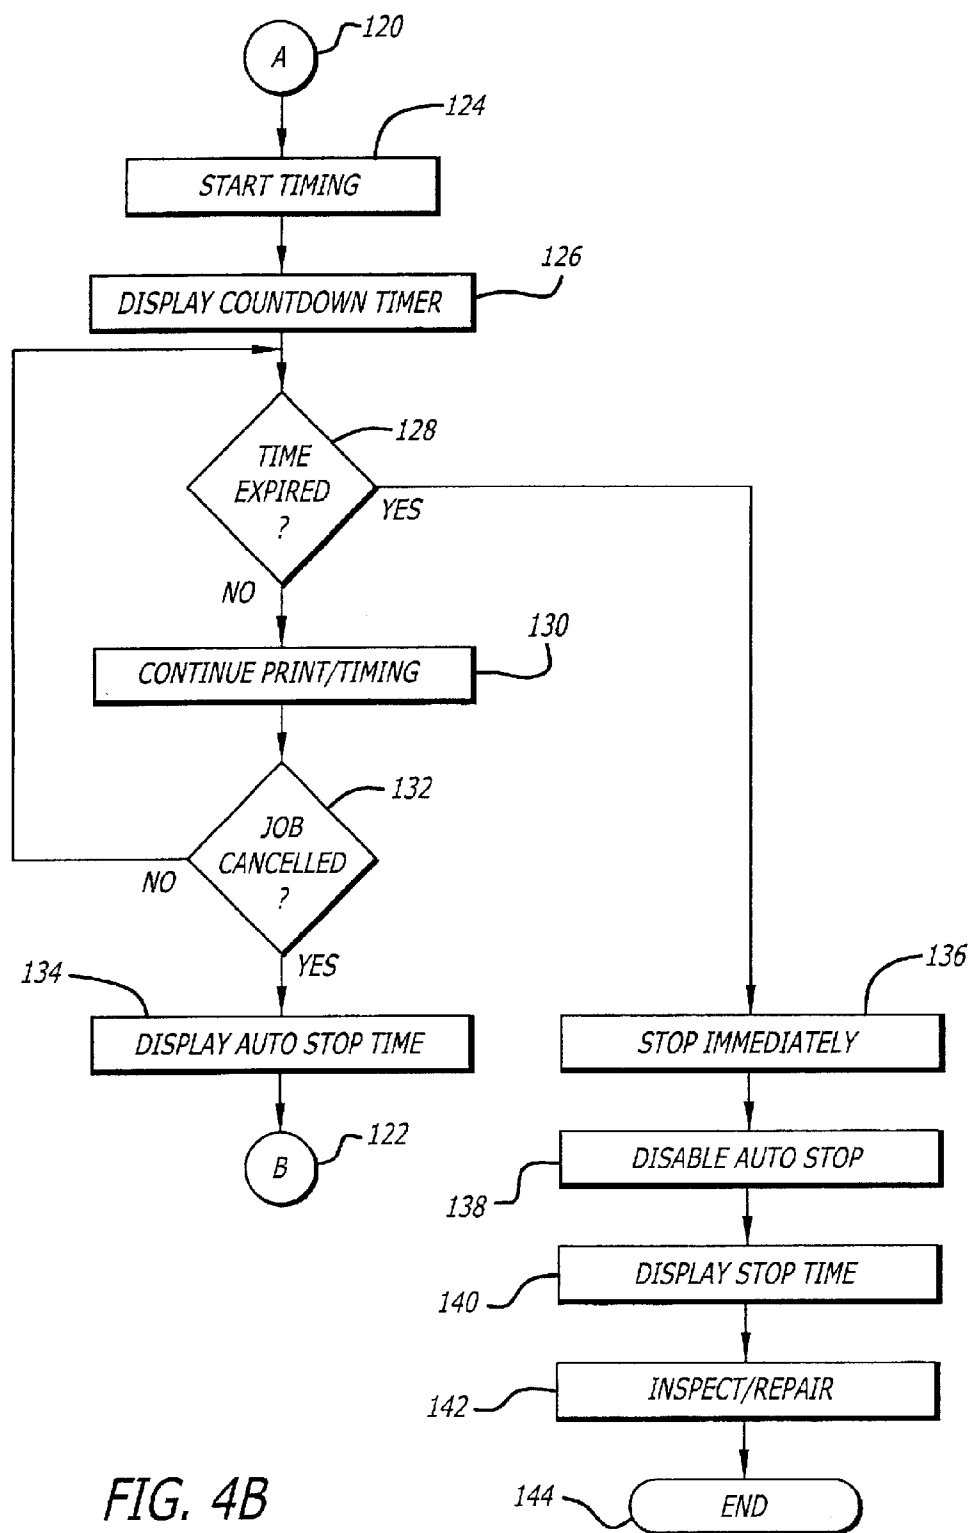 A
120
124
START TIMING
126
DISPLAY COUNTDOWN TIMER
128
TIME
EXPIRED
?
YES
NO
130
CONTINUE PRINT/TIMING
132
JOB
CANCELLED
?
NO
YES
134
DISPLAY AUTO STOP TIME
136
STOP IMMEDIATELY
B
122
DISABLE AUTO STOP
138
DISPLAY STOP TIME
140
INSPECT/REPAIR
142
END
144
FIG. 4B